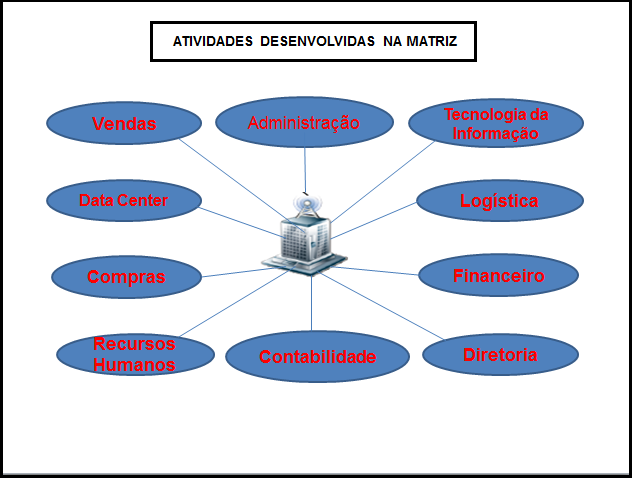 ATIVIDADES DESENVOLVIDAS NA MATRIZ
Vendas
Administração
Tecnologia da
Informação
Data Center
Logística
Compras
Financeiro
Recursos
Humanos
Contabilidade
Diretoria